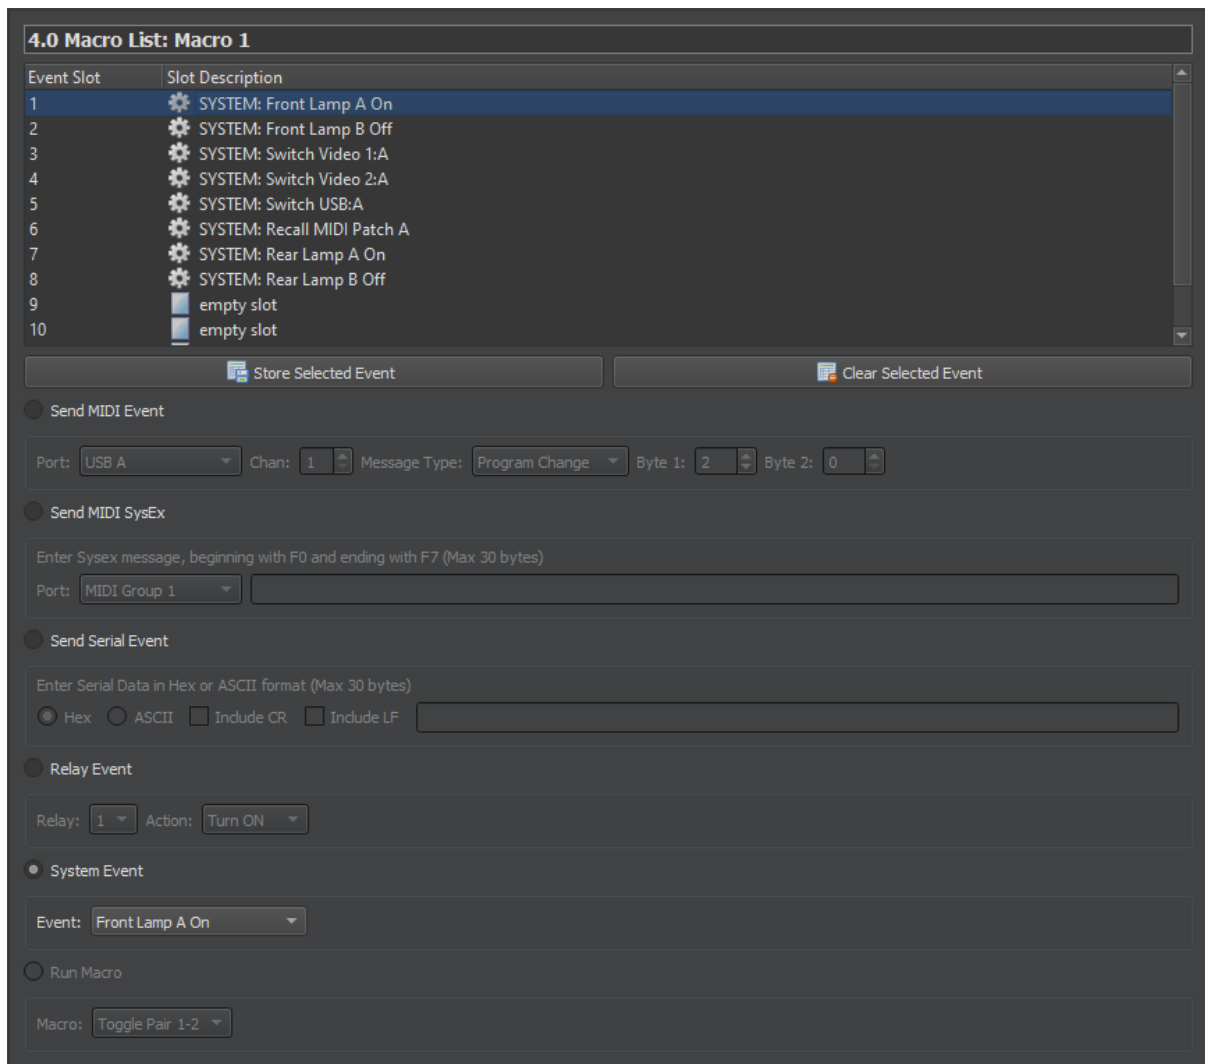 4.0 Macro List: Macro 1
Event Slot Slot Description
1 SYSTEM: Front Lamp A On
2 SYSTEM: Front Lamp B Off
3 SYSTEM: Switch Video 1:A
4 SYSTEM: Switch Video 2:A
5 SYSTEM: Switch USB:A
6 SYSTEM: Recall MIDI Patch A
7 SYSTEM: Rear Lamp A On
8 SYSTEM: Rear Lamp B Off
9 empty slot
10 empty slot
Store Selected Event Clear Selected Event
Send MIDI Event
Port: USB A Chan: 1 Message Type: Program Change Byte 1: 2 Byte 2: 0
Send MIDI SysEx
Enter Sysex message, beginning with F0 and ending with F7 (Max 30 bytes)
Port: MIDI Group 1
Send Serial Event
Enter Serial Data in Hex or ASCII format (Max 30 bytes)
Hex ASCII Include CR Include LF
Relay Event
Relay: 1 Action: Turn ON
System Event
Event: Front Lamp A On
Run Macro
Macro: Toggle Pair 1-2